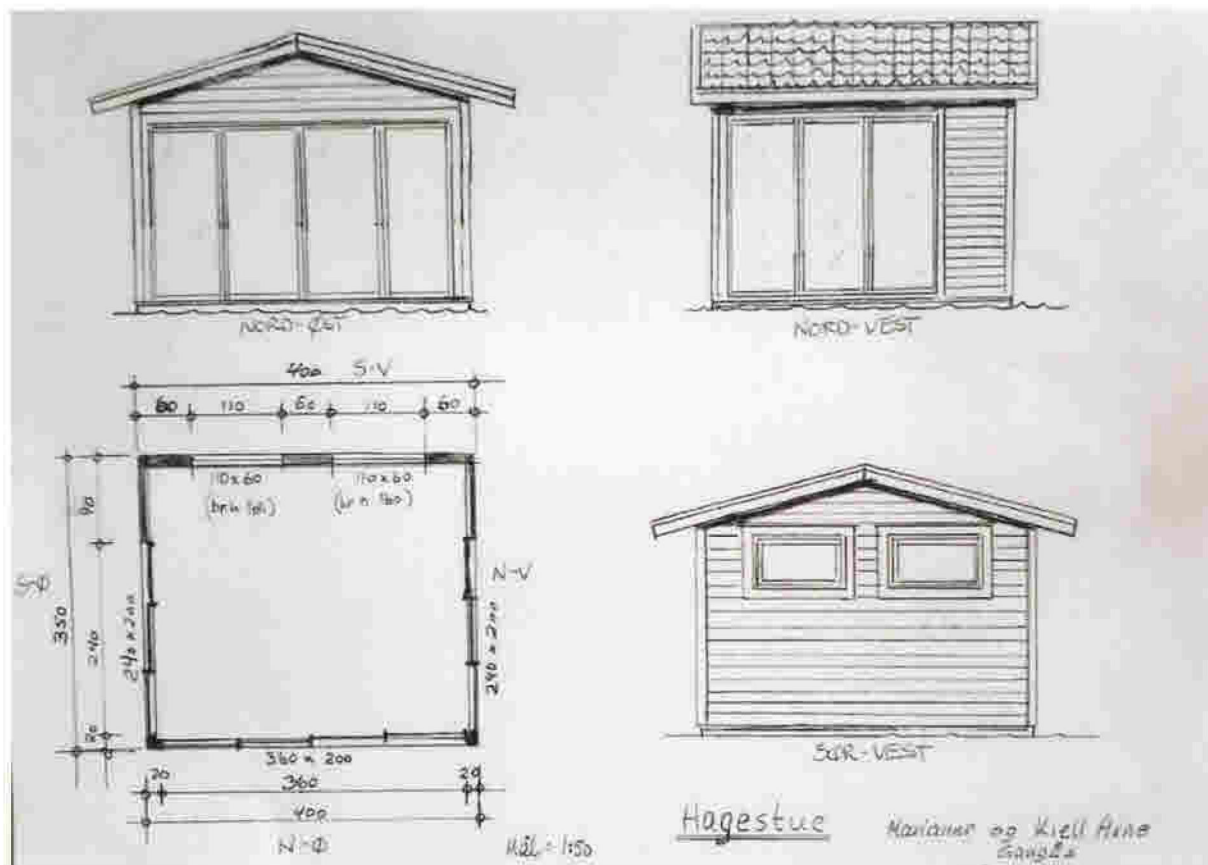 NORD-ØST
NORD-VEST
400 S-V
60 110 60 110 60
110x60 110x60
(br.h 160) (br.h 160)
90
S-Ø
N-V
350
240
240 x 200
240 x 200
20
360 x 200
20 360 20
400
N-Ø
Mål = 1:50
SØR-VEST
Hagestue
Marianne og Kjell Arne